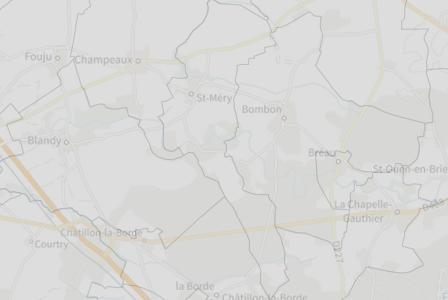 Fouju
Champeaux
St-Méry
Bombon
Blandy
Bréau
St-Ouen-en-Brie
La Chapelle-
Gauthier
Châtillon-la-Borde
Courtry
D227
la Borde
Châtillon-la-Borde